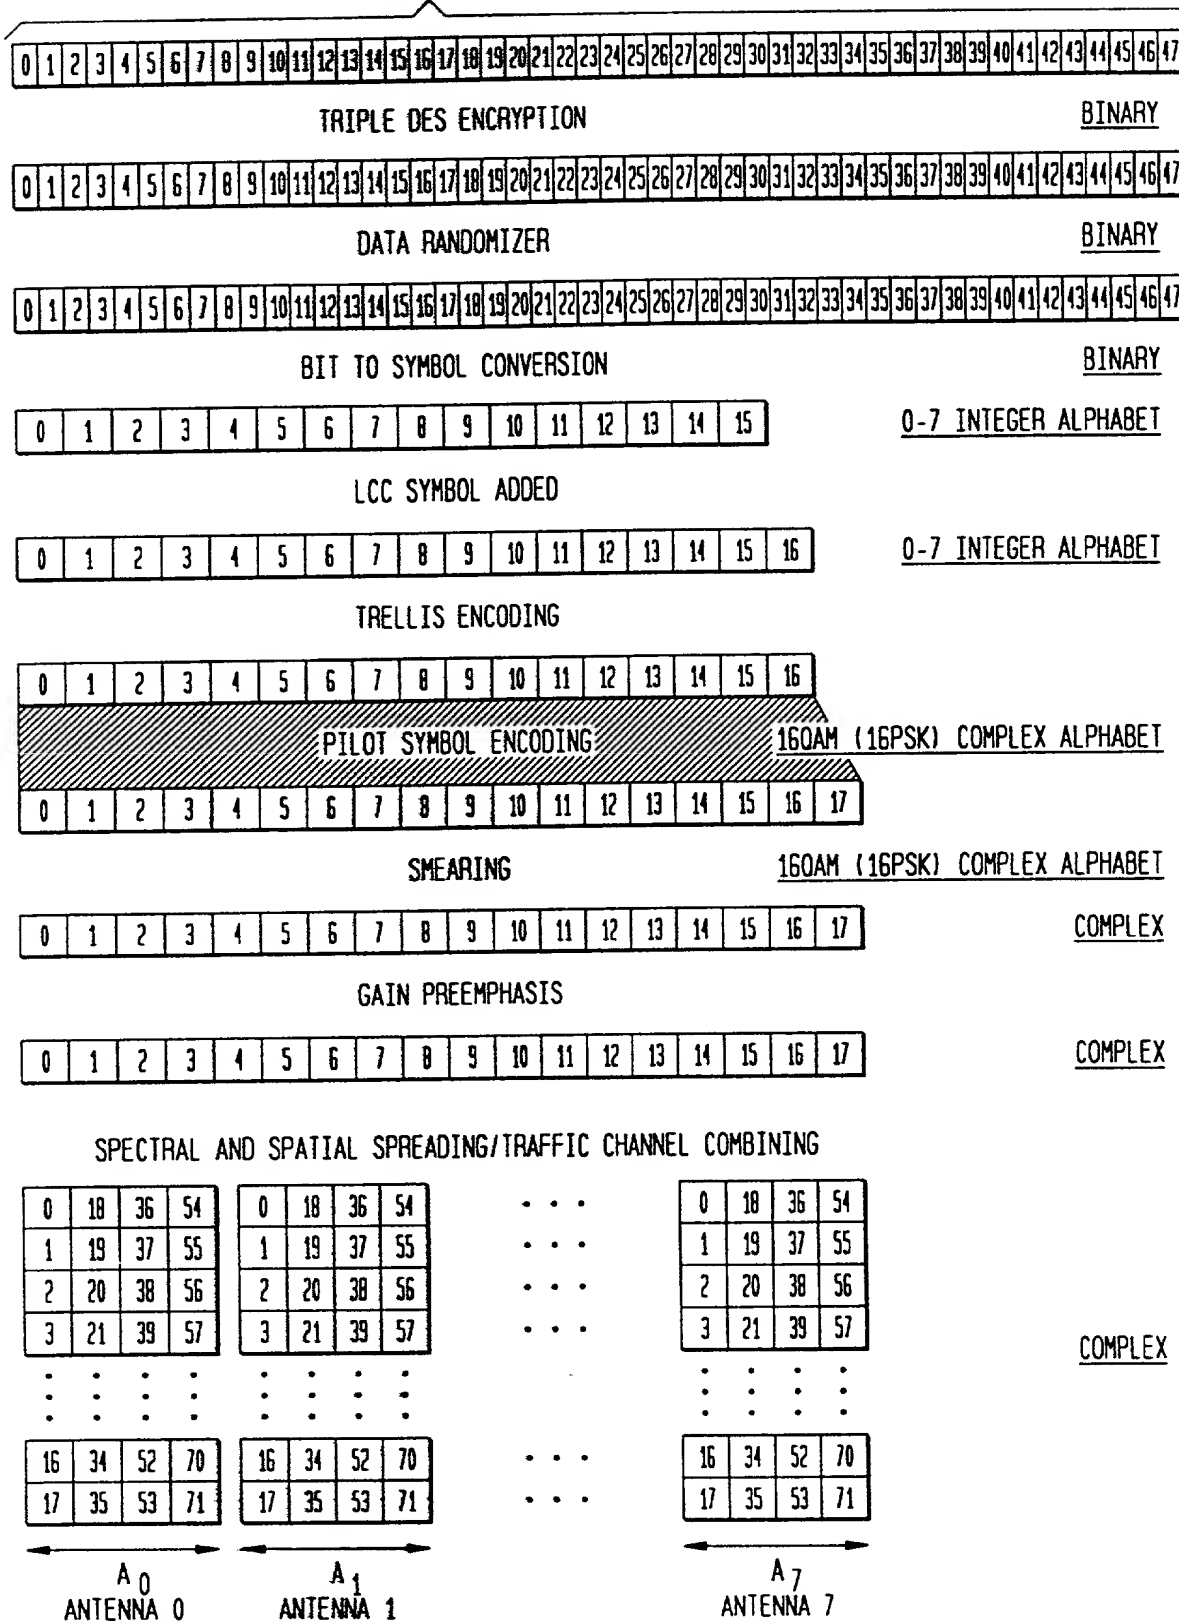 0 1 2 3 4 5 6 7 8 9 10 11 12 13 14 15 16 17 18 19 20 21 22 23 24 25 26 27 28 29 30 31 32 33 34 35 36 37 38 39 40 41 42 43 44 45 46 47
TRIPLE DES ENCRYPTION BINARY
0 1 2 3 4 5 6 7 8 9 10 11 12 13 14 15 16 17 18 19 20 21 22 23 24 25 26 27 28 29 30 31 32 33 34 35 36 37 38 39 40 41 42 43 44 45 46 47
DATA RANDOMIZER BINARY
0 1 2 3 4 5 6 7 8 9 10 11 12 13 14 15 16 17 18 19 20 21 22 23 24 25 26 27 28 29 30 31 32 33 34 35 36 37 38 39 40 41 42 43 44 45 46 47
BIT TO SYMBOL CONVERSION BINARY
0 1 2 3 4 5 6 7 8 9 10 11 12 13 14 15 0-7 INTEGER ALPHABET
LCC SYMBOL ADDED
0 1 2 3 4 5 6 7 8 9 10 11 12 13 14 15 16 0-7 INTEGER ALPHABET
TRELLIS ENCODING
0 1 2 3 4 5 6 7 8 9 10 11 12 13 14 15 16
PILOT SYMBOL ENCODING 16QAM (16PSK) COMPLEX ALPHABET
0 1 2 3 4 5 6 7 8 9 10 11 12 13 14 15 16 17
SMEARING 16QAM (16PSK) COMPLEX ALPHABET
0 1 2 3 4 5 6 7 8 9 10 11 12 13 14 15 16 17 COMPLEX
GAIN PREEMPHASIS
0 1 2 3 4 5 6 7 8 9 10 11 12 13 14 15 16 17 COMPLEX
SPECTRAL AND SPATIAL SPREADING/TRAFFIC CHANNEL COMBINING
0 18 36 54 0 18 36 54 . . . 0 18 36 54
1 19 37 55 1 19 37 55 . . . 1 19 37 55
2 20 38 56 2 20 38 56 . . . 2 20 38 56
3 21 39 57 3 21 39 57 . . . 3 21 39 57
COMPLEX
16 34 52 70 16 34 52 70 . . . 16 34 52 70
17 35 53 71 17 35 53 71 . . . 17 35 53 71
A0 A1 A7
ANTENNA 0 ANTENNA 1 ANTENNA 7